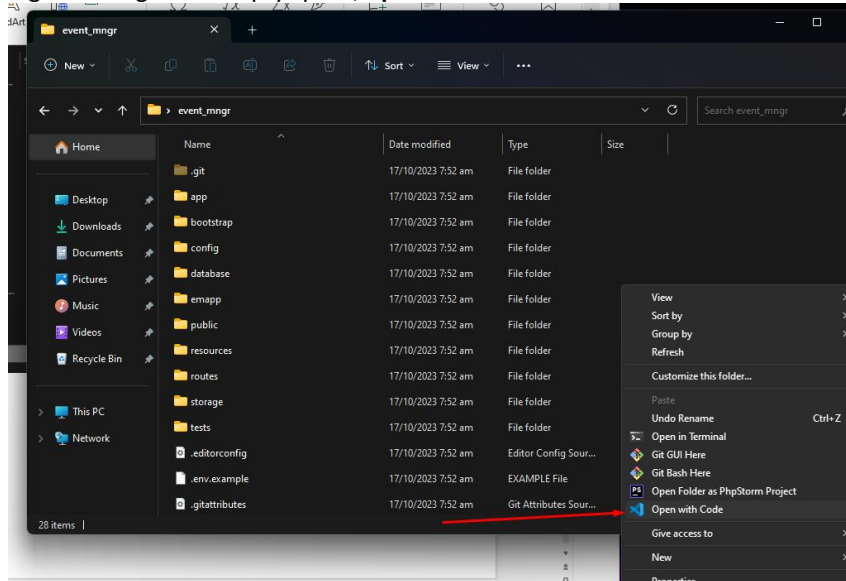 dArt
event_mngr
New
Sort
View
event_mngr
Search event_mngr
Home
Name Date modified Type Size
.git 17/10/2023 7:52 am File folder
Desktop
app 17/10/2023 7:52 am File folder
Downloads
bootstrap 17/10/2023 7:52 am File folder
Documents
config 17/10/2023 7:52 am File folder
Pictures
database 17/10/2023 7:52 am File folder
Music
emapp 17/10/2023 7:52 am File folder
Videos
public 17/10/2023 7:52 am File folder
Recycle Bin
resources 17/10/2023 7:52 am File folder
routes 17/10/2023 7:52 am File folder
This PC
storage 17/10/2023 7:52 am File folder
Network
tests 17/10/2023 7:52 am File folder
.editorconfig 17/10/2023 7:52 am Editor Config Sour...
.env.example 17/10/2023 7:52 am EXAMPLE File
.gitattributes 17/10/2023 7:52 am Git Attributes Sour...
28 items
View
Sort by
Group by
Refresh
Customize this folder...
Paste
Undo Rename Ctrl+Z
Open in Terminal
Git GUI Here
Git Bash Here
PS Open Folder as PhpStorm Project
Open with Code
Give access to
New
Properties